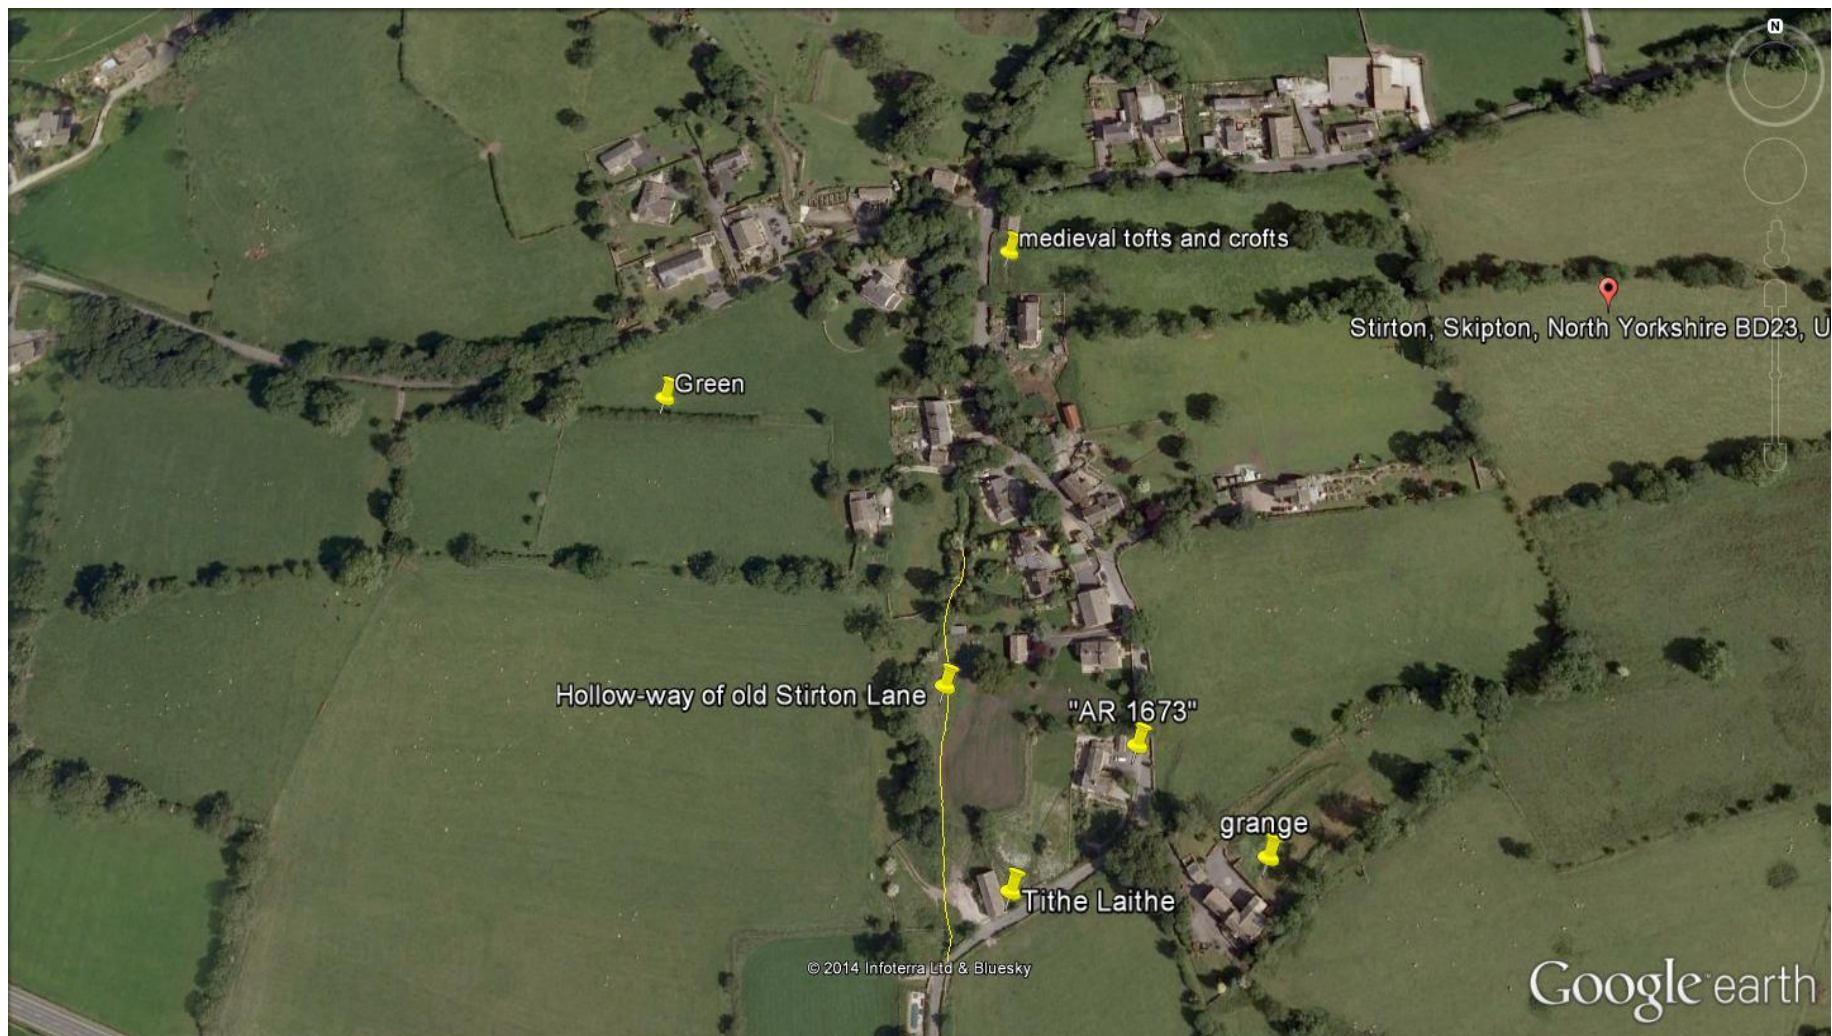 N
medieval tofts and crofts
Stirton, Skipton, North Yorkshire BD23, U
Green
Hollow-way of old Stirton Lane
"AR 1673"
grange
Tithe Laithe
© 2014 Infoterra Ltd & Bluesky
Google earth